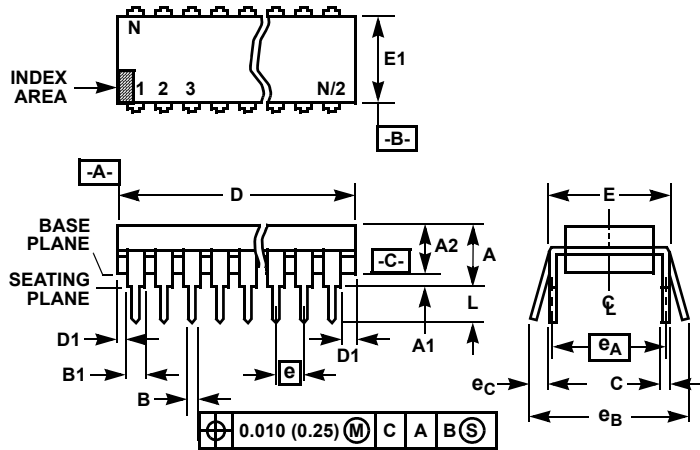 N
E1
INDEX
AREA
1 2 3 N/2
-B-
-A-
D
E
BASE
PLANE
A2
A
-C-
SEATING
PLANE
L
C
L
D1
A1
D1
eA
B1
e
eC
C
B
eB
⌖ 0.010 (0.25) Ⓜ C A B Ⓢ